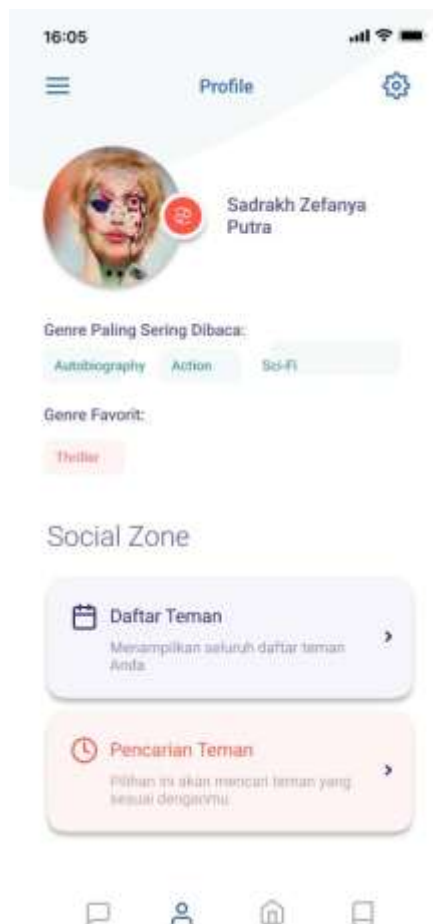 16:05
Profile
Sadrakh Zefanya
Putra
Genre Paling Sering Dibaca:
Autobiography Action Sci-Fi
Genre Favorit:
Thriller
Social Zone
Daftar Teman
Menampilkan seluruh daftar teman
Anda
Pencarian Teman
Pilihan ini akan mencari teman yang
sesuai denganmu